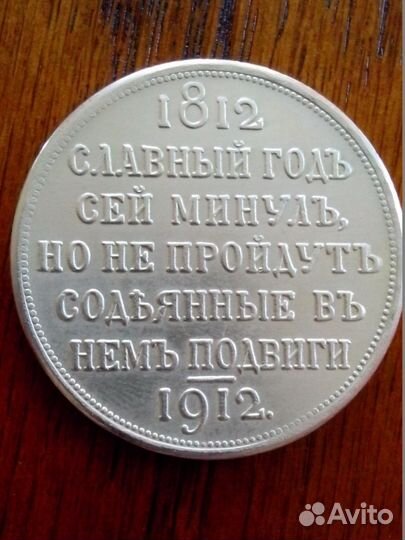 1812
СЛАВНЫЙ ГОДЪ
СЕЙ МИНУЛЪ,
НО НЕ ПРОЙДУТЪ
СОДѢЯННЫЕ ВЪ
НЕМЪ ПОДВИГИ
1912.
Avito